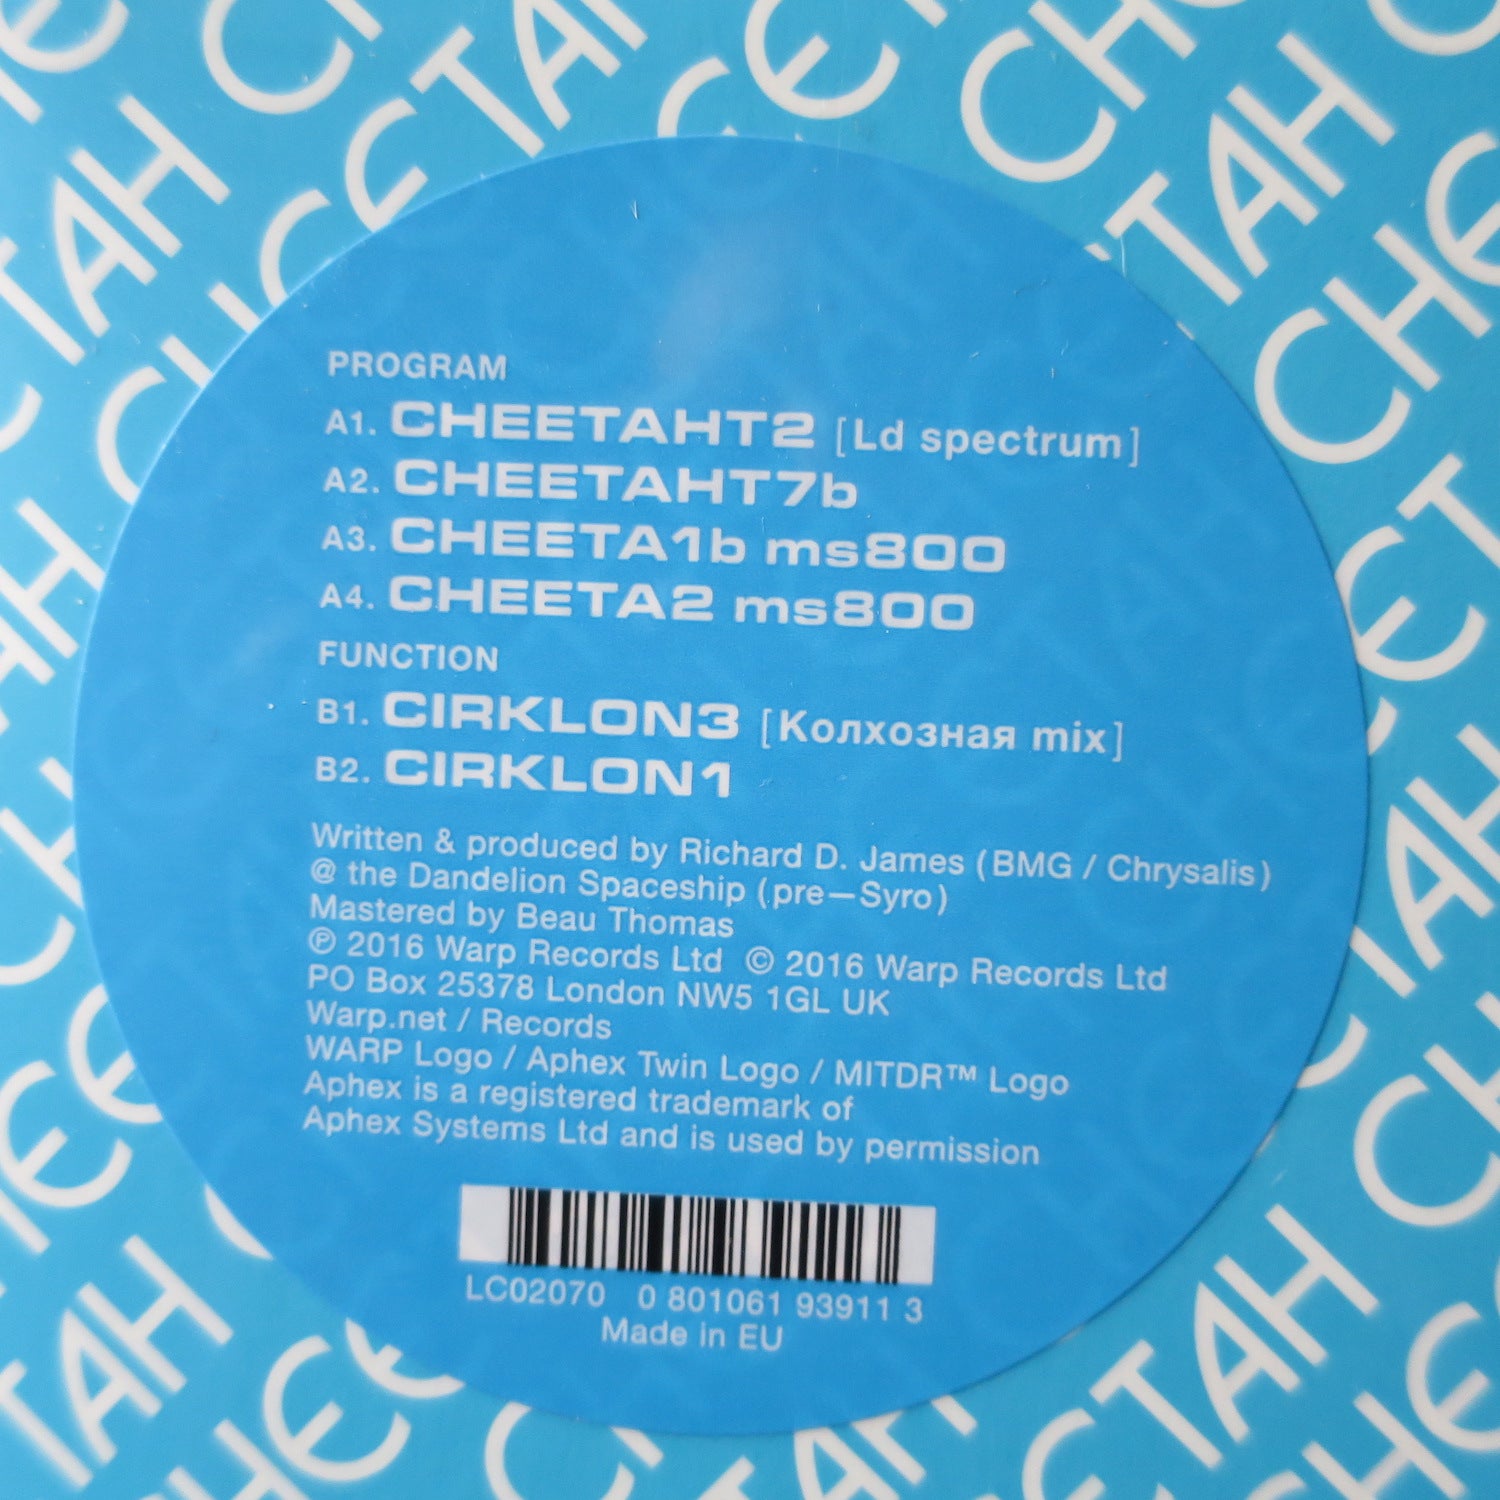 PROGRAM
A1. CHEETAHT2 [Ld spectrum]
A2. CHEETAHT7b
A3. CHEETA1b ms800
A4. CHEETA2 ms800
FUNCTION
B1. CIRKLON3 [Колхозная mix]
B2. CIRKLON1
Written & produced by Richard D. James (BMG / Chrysalis)
@ the Dandelion Spaceship (pre—Syro)
Mastered by Beau Thomas
℗ 2016 Warp Records Ltd © 2016 Warp Records Ltd
PO Box 25378 London NW5 1GL UK
Warp.net / Records
WARP Logo / Aphex Twin Logo / MITDR™ Logo
Aphex is a registered trademark of
Aphex Systems Ltd and is used by permission
LC02070 0 801061 93911 3
Made in EU
CHEETAH
CHEETAH
CHEETAH
CHEETAH